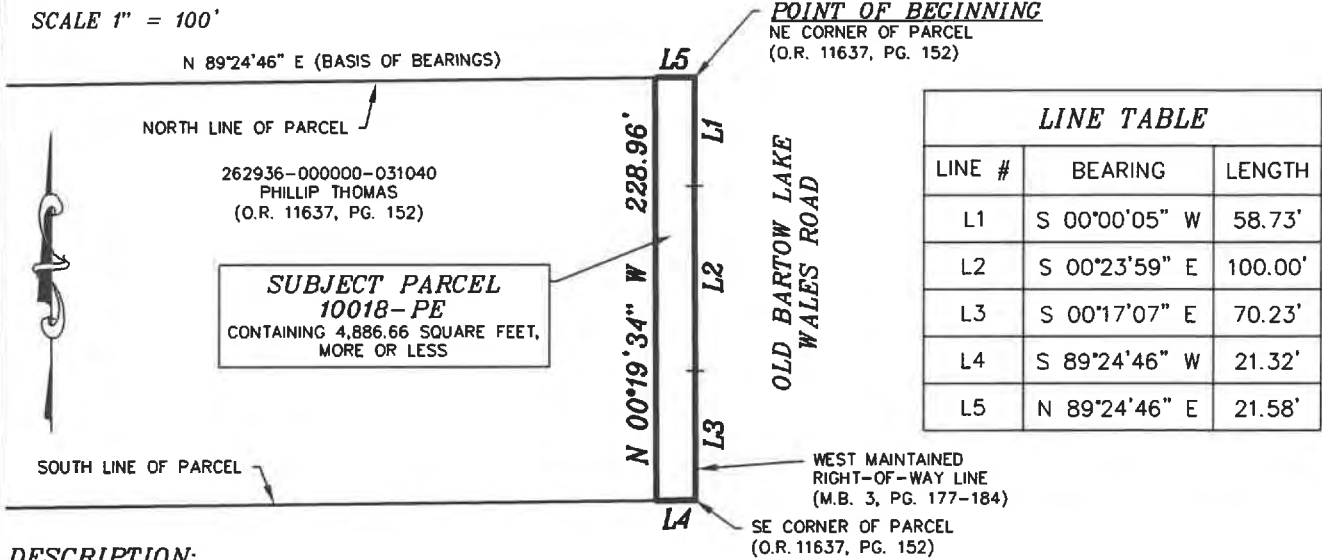 SCALE 1" = 100'
POINT OF BEGINNING
NE CORNER OF PARCEL
(O.R. 11637, PG. 152)
N 89°24'46" E (BASIS OF BEARINGS)
L5
NORTH LINE OF PARCEL
262936-000000-031040
PHILLIP THOMAS
(O.R. 11637, PG. 152)
SUBJECT PARCEL
10018-PE
CONTAINING 4,886.66 SQUARE FEET,
MORE OR LESS
N 00°19'34" W 228.96'
L1
L2
L3
OLD BARTOW LAKE
WALES ROAD
LINE TABLE
LINE # BEARING LENGTH
L1 S 00°00'05" W 58.73'
L2 S 00°23'59" E 100.00'
L3 S 00°17'07" E 70.23'
L4 S 89°24'46" W 21.32'
L5 N 89°24'46" E 21.58'
SOUTH LINE OF PARCEL
WEST MAINTAINED
RIGHT-OF-WAY LINE
(M.B. 3, PG. 177-184)
L4
SE CORNER OF PARCEL
(O.R. 11637, PG. 152)
DESCRIPTION: